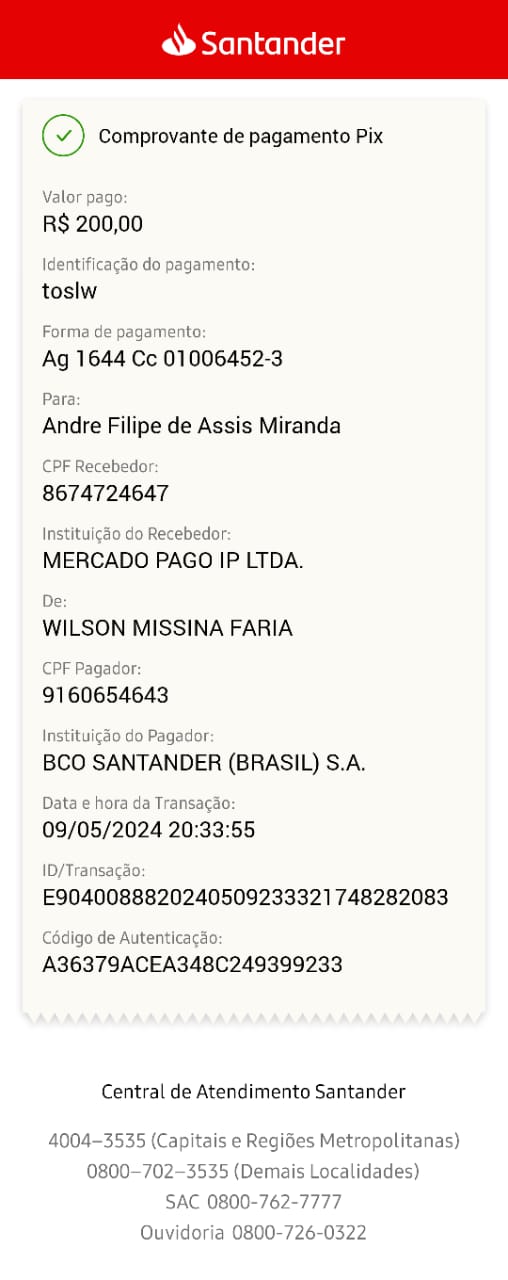 Santander
Comprovante de pagamento Pix
Valor pago:
R$ 200,00
Identificação do pagamento:
toslw
Forma de pagamento:
Ag 1644 Cc 01006452-3
Para:
Andre Filipe de Assis Miranda
CPF Recebedor:
8674724647
Instituição do Recebedor:
MERCADO PAGO IP LTDA.
De:
WILSON MISSINA FARIA
CPF Pagador:
9160654643
Instituição do Pagador:
BCO SANTANDER (BRASIL) S.A.
Data e hora da Transação:
09/05/2024 20:33:55
ID/Transação:
E9040088820240509233321748282083
Código de Autenticação:
A36379ACEA348C249399233
Central de Atendimento Santander
4004–3535 (Capitais e Regiões Metropolitanas)
0800–702–3535 (Demais Localidades)
SAC 0800-762-7777
Ouvidoria 0800-726-0322